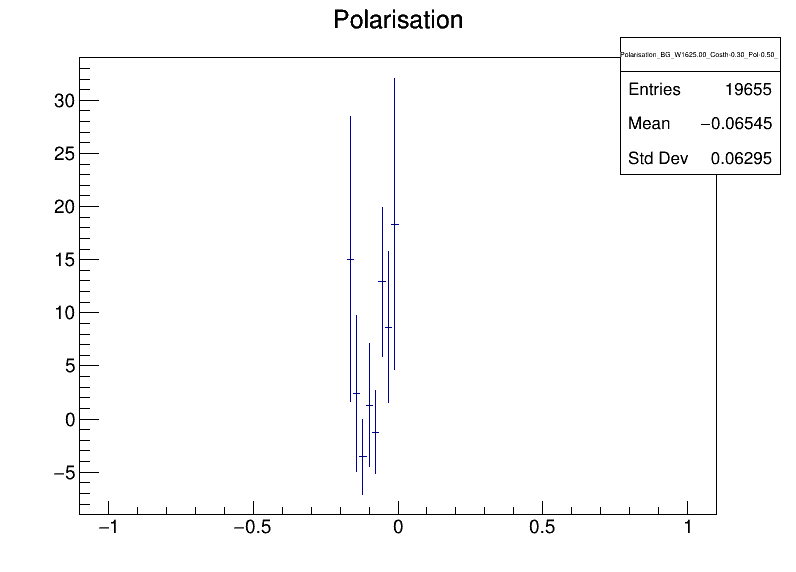 Polarisation
Polarisation_BG_W1625.00_Costh-0.30_Pol-0.50_
Entries 19655
Mean −0.06545
Std Dev 0.06295
30
25
20
15
10
5
0
−5
−1 −0.5 0 0.5 1